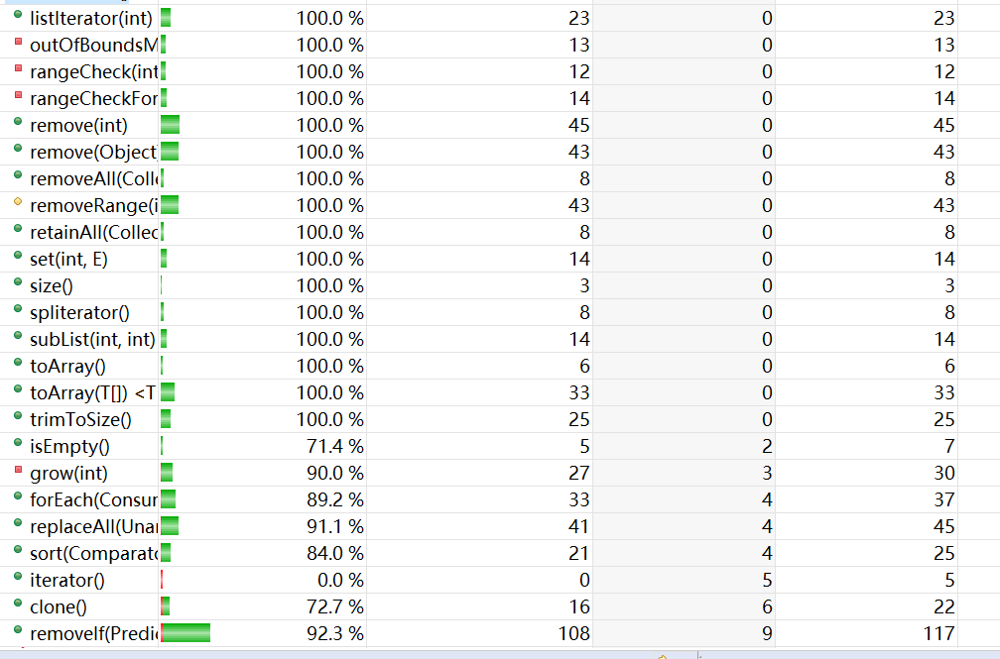 listIterator(int) 100.0 % 23 0 23
outOfBoundsM 100.0 % 13 0 13
rangeCheck(int 100.0 % 12 0 12
rangeCheckFor 100.0 % 14 0 14
remove(int) 100.0 % 45 0 45
remove(Object 100.0 % 43 0 43
removeAll(Coll 100.0 % 8 0 8
removeRange(i 100.0 % 43 0 43
retainAll(Collec 100.0 % 8 0 8
set(int, E) 100.0 % 14 0 14
size() 100.0 % 3 0 3
spliterator() 100.0 % 8 0 8
subList(int, int) 100.0 % 14 0 14
toArray() 100.0 % 6 0 6
toArray(T[]) <T 100.0 % 33 0 33
trimToSize() 100.0 % 25 0 25
isEmpty() 71.4 % 5 2 7
grow(int) 90.0 % 27 3 30
forEach(Consur 89.2 % 33 4 37
replaceAll(Una 91.1 % 41 4 45
sort(Comparato 84.0 % 21 4 25
iterator() 0.0 % 0 5 5
clone() 72.7 % 16 6 22
removeIf(Predi 92.3 % 108 9 117